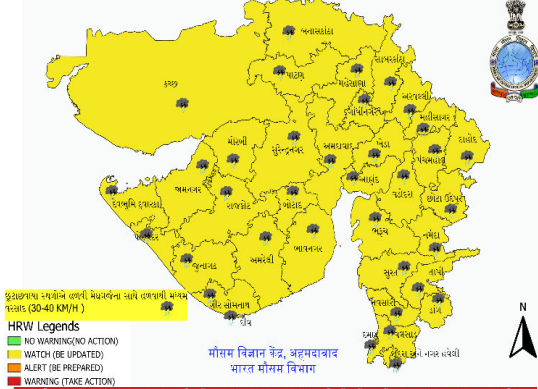 બનાસકાંઠા
પાટણ
મહેસાણા
સાબરકાંઠા
અરવલ્લી
ગાંધીનગર
મહીસાગર
દાહોદ
પંચમહાલ
કચ્છ
મોરબી
સુરેન્દ્રનગર
અમદાવાદ
ખેડા
આણંદ
વડોદરા
છોટા ઉદેપુર
જામનગર
દેવભૂમિ દ્વારકા
રાજકોટ
બોટાદ
ભાવનગર
ભરૂચ
નર્મદા
જૂનાગઢ
અમરેલી
ગીર સોમનાથ
દીવ
સુરત
તાપી
નવસારી
ડાંગ
વલસાડ
દમણ
દાદરા અને નગર હવેલી
છુટાછવાયા સ્થળોએ હળવી મેઘગર્જના સાથે હળવાથી મધ્યમ
વરસાદ (30-40 KM/H )
HRW Legends
NO WARNING(NO ACTION)
WATCH (BE UPDATED)
ALERT (BE PREPARED)
WARNING (TAKE ACTION)
मौसम विज्ञान केंद्र, अहमदाबाद
भारत मौसम विभाग
N